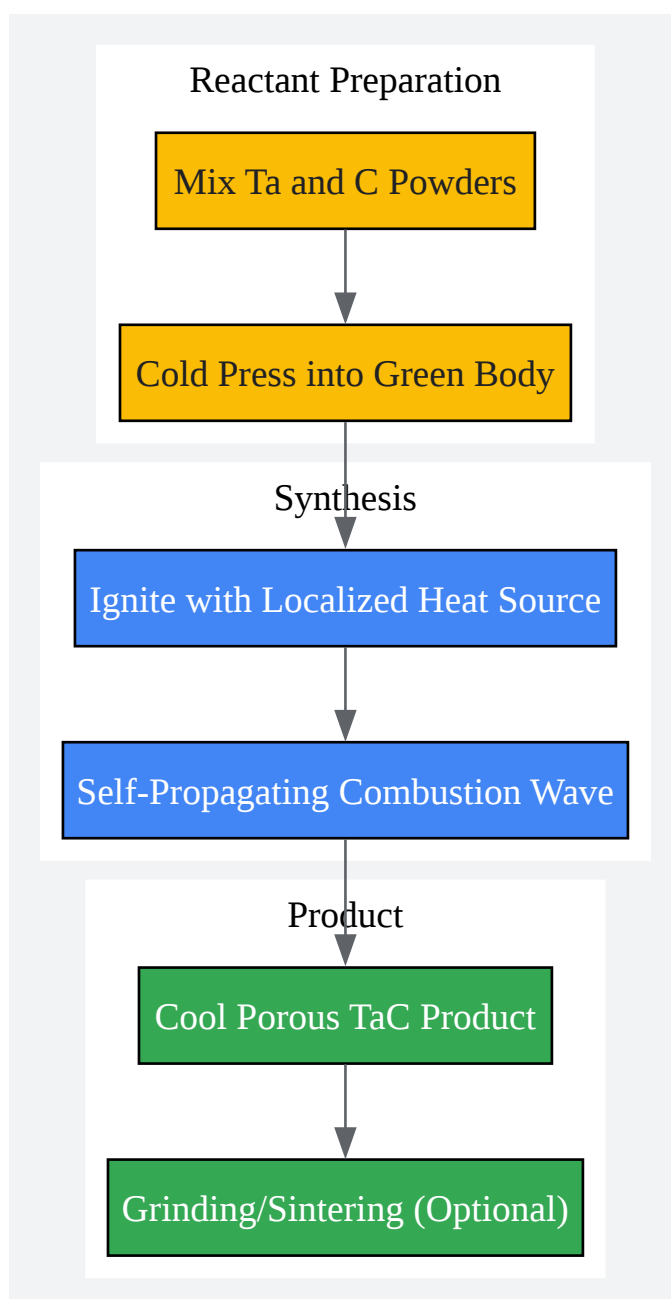 Reactant Preparation
Mix Ta and C Powders
Cold Press into Green Body
Synthesis
Ignite with Localized Heat Source
Self-Propagating Combustion Wave
Product
Cool Porous TaC Product
Grinding/Sintering (Optional)